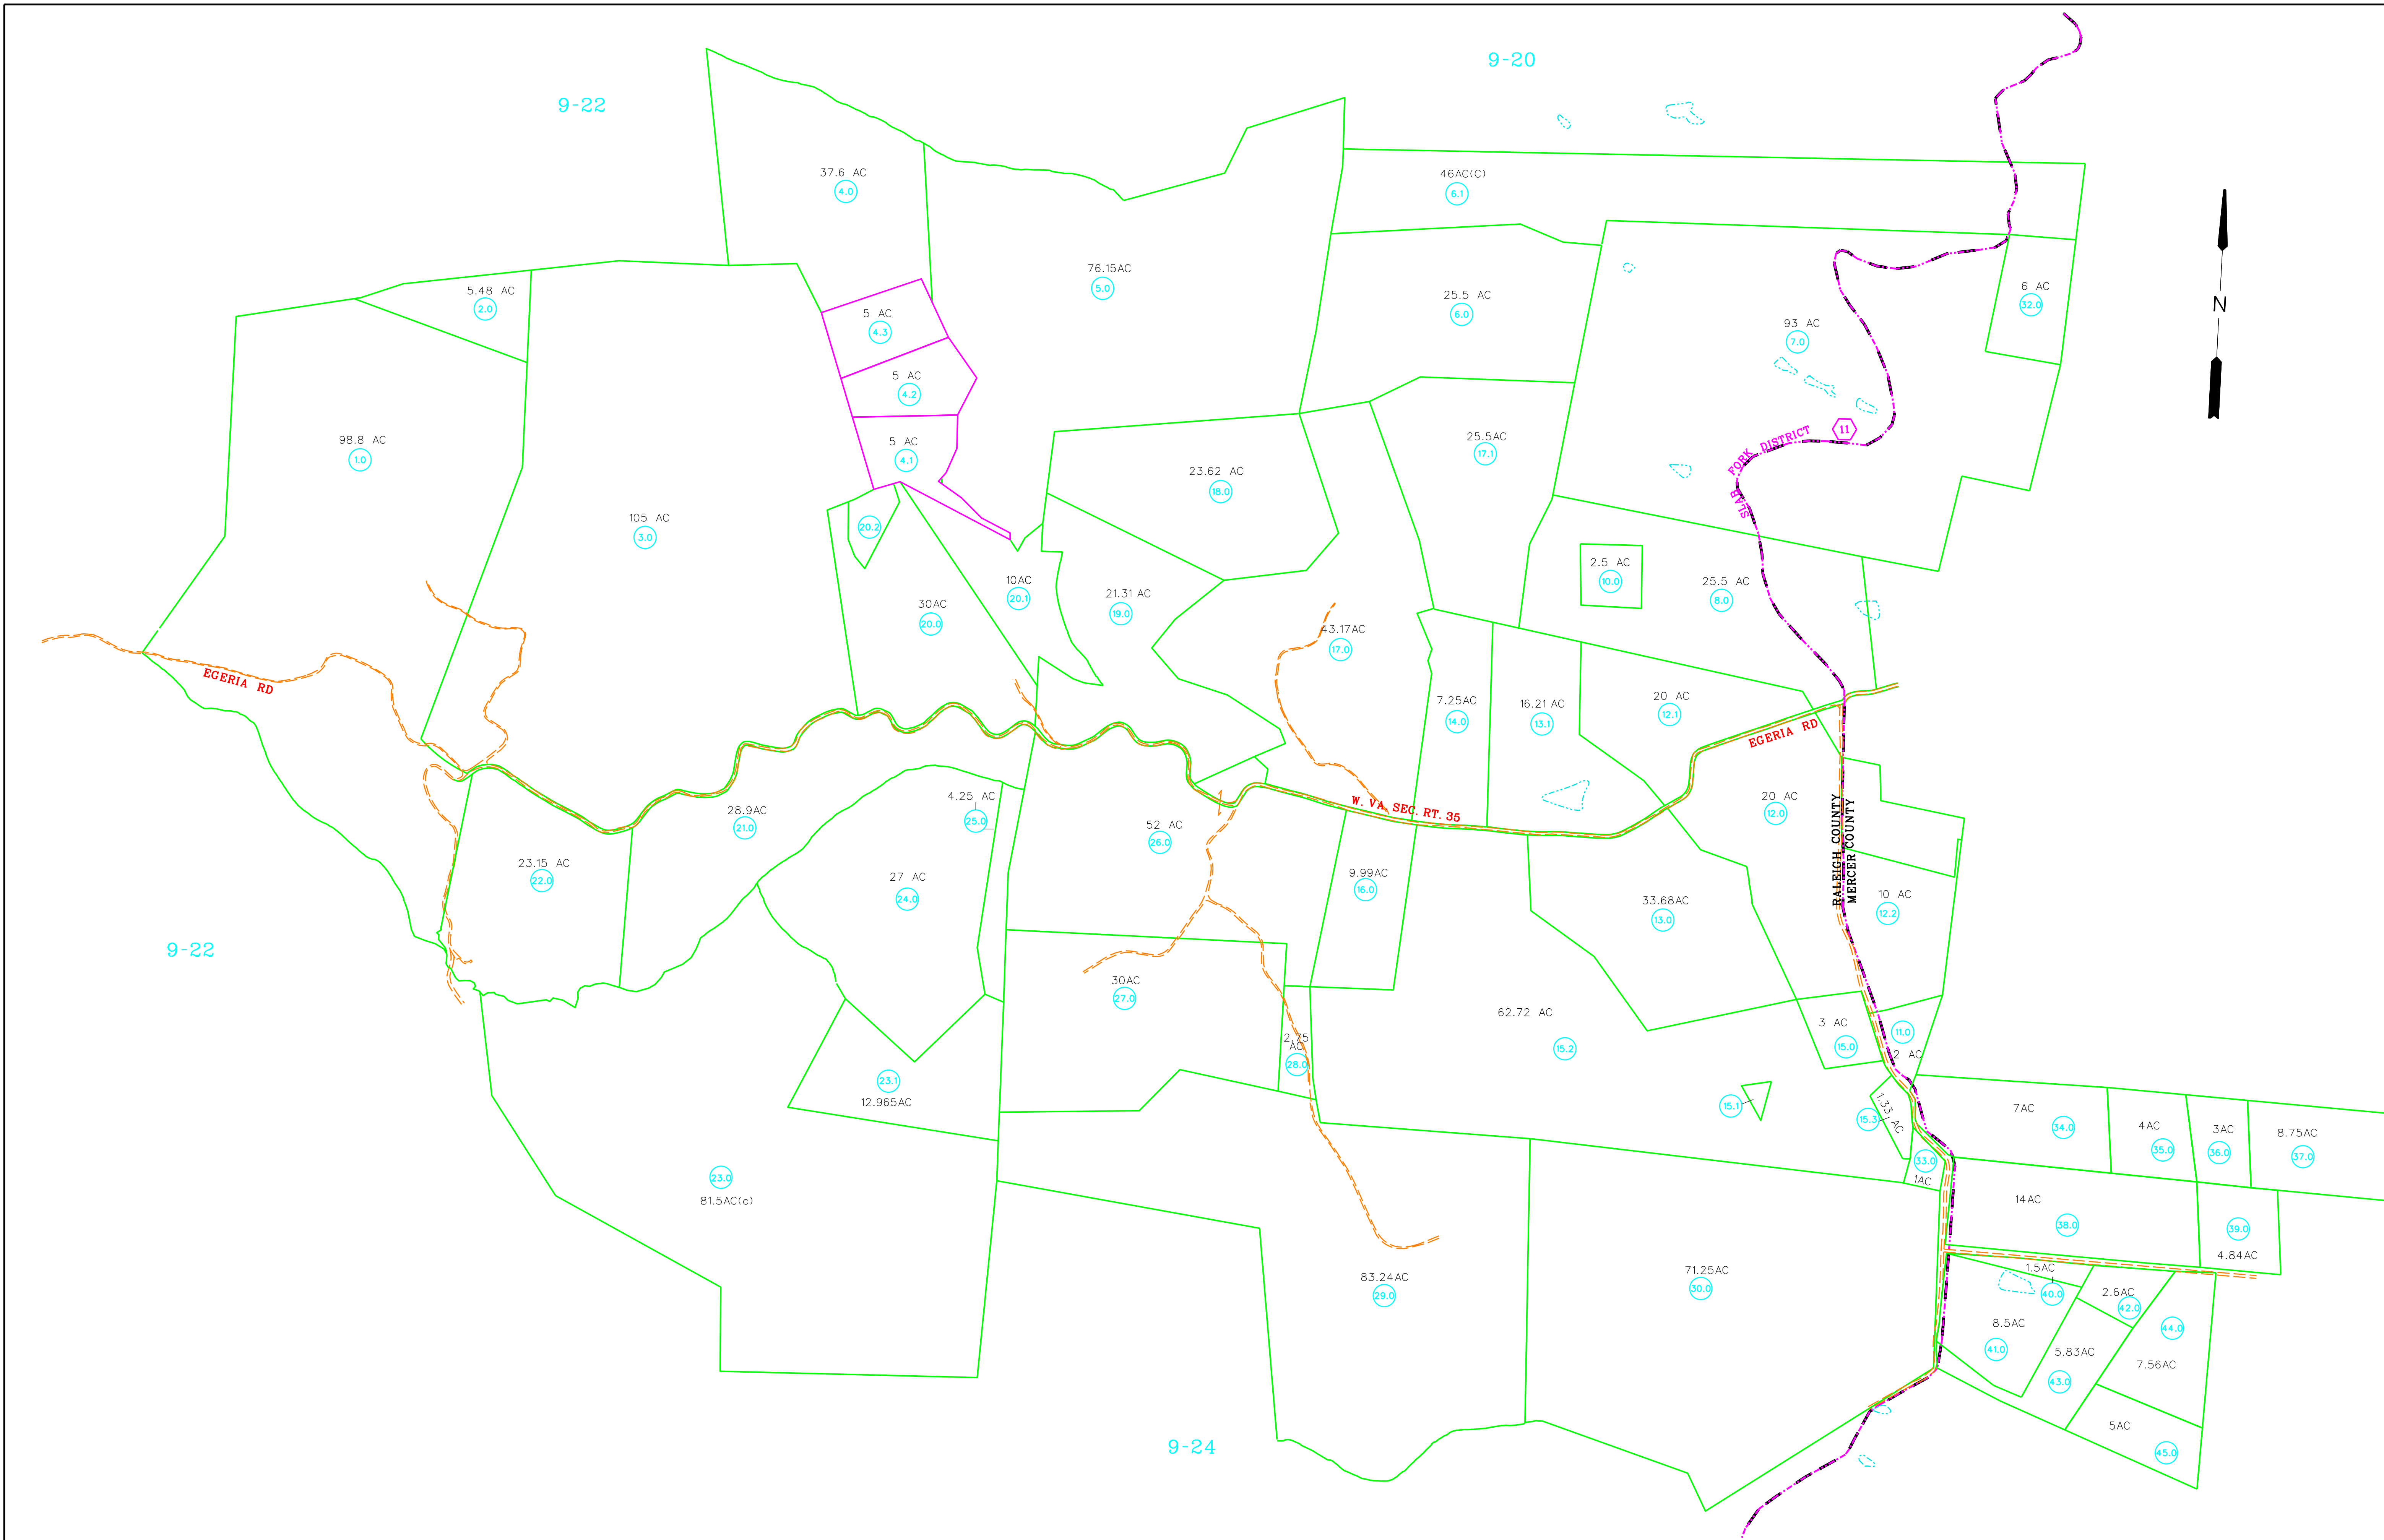 9-20
9-22
37.6 AC
4.0
46AC(C)
6.1
76.15AC
5.0
5.48 AC
2.0
6 AC
32.0
25.5 AC
6.0
5 AC
4.3
93 AC
7.0
N
5 AC
4.2
98.8 AC
1.0
5 AC
4.1
25.5AC
17.1
SLAB FORK DISTRICT
11
23.62 AC
18.0
105 AC
3.0
20.2
2.5 AC
10.0
10AC
20.1
25.5 AC
8.0
30AC
20.0
21.31 AC
19.0
43.17AC
17.0
EGERIA RD
7.25AC
14.0
16.21 AC
13.1
20 AC
12.1
EGERIA RD
4.25 AC
25.0
W. VA. SEC. RT. 35
20 AC
12.0
28.9AC
21.0
52 AC
26.0
RALEIGH COUNTY
MERCER COUNTY
23.15 AC
22.0
27 AC
24.0
9.99AC
16.0
33.68AC
13.0
10 AC
12.2
9-22
30AC
27.0
62.72 AC
15.2
3 AC
15.0
11.0
2 AC
2.75
AC
28.0
23.1
12.965AC
15.1
1.33 AC
15.3
7AC
34.0
4AC
35.0
3AC
36.0
8.75AC
37.0
33.0
1AC
23.0
81.5AC(c)
14AC
38.0
39.0
4.84AC
83.24AC
29.0
71.25AC
30.0
1.5AC
40.0
2.6AC
42.0
8.5AC
41.0
44.0
7.56AC
5.83AC
43.0
5AC
45.0
9-24